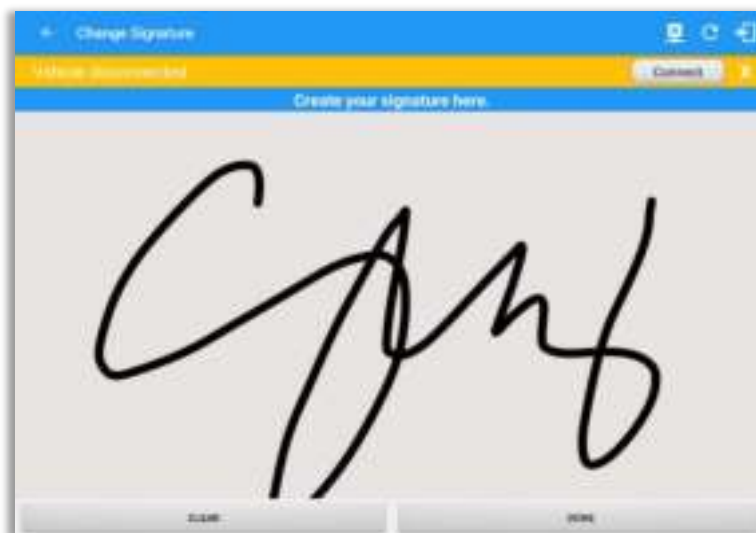 Change Signature
Vehicle disconnected
Connect
X
Create your signature here.
CLEAR
DONE